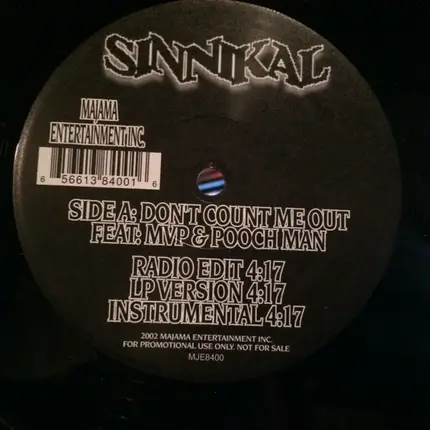 SINNIKAL
MAJAMA
ENTERTAINMENT INC.
6 56613 84001 6
SIDE A: DON'T COUNT ME OUT
FEAT: MVP & POOCH MAN
RADIO EDIT 4:17
LP VERSION 4:17
INSTRUMENTAL 4:17
2002 MAJAMA ENTERTAINMENT INC.
FOR PROMOTIONAL USE ONLY. NOT FOR SALE
MJE8400